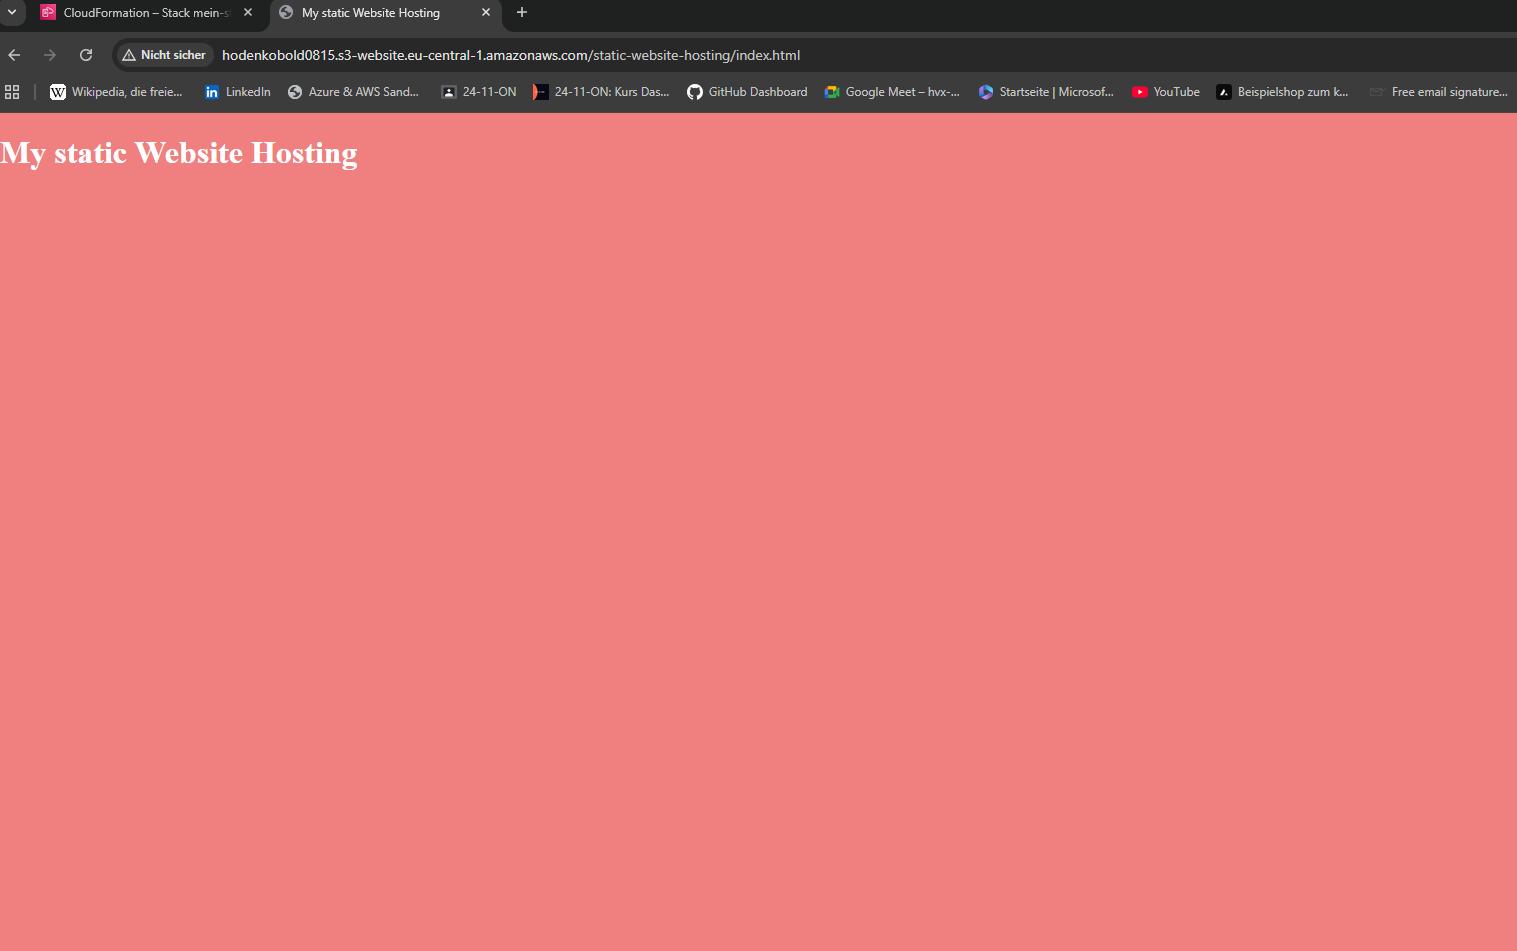 CloudFormation – Stack mein-s
My static Website Hosting
Nicht sicher
hodenkobold0815.s3-website.eu-central-1.amazonaws.com/static-website-hosting/index.html
Wikipedia, die freie...
LinkedIn
Azure & AWS Sand...
24-11-ON
24-11-ON: Kurs Das...
GitHub Dashboard
Google Meet – hvx-...
Startseite | Microsof...
YouTube
Beispielshop zum k...
Free email signature...
My static Website Hosting